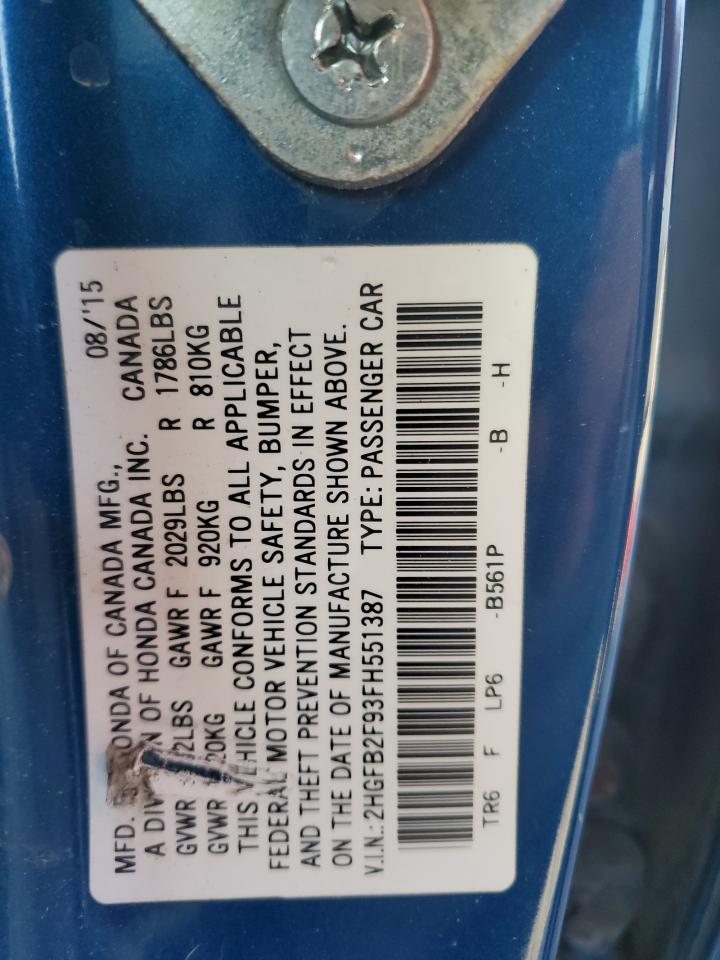 MFD. ONDA OF CANADA MFG., 08/'15
A DIV N OF HONDA CANADA INC. CANADA
GVWR 2LBS GAWR F 2029LBS R 1786LBS
GVWR 20KG GAWR F 920KG R 810KG
THIS VEHICLE CONFORMS TO ALL APPLICABLE
FEDERAL MOTOR VEHICLE SAFETY, BUMPER,
AND THEFT PREVENTION STANDARDS IN EFFECT
ON THE DATE OF MANUFACTURE SHOWN ABOVE.
V.I.N.: 2HGFB2F93FH551387 TYPE: PASSENGER CAR
TR6 F LP6 -B561P -B -H